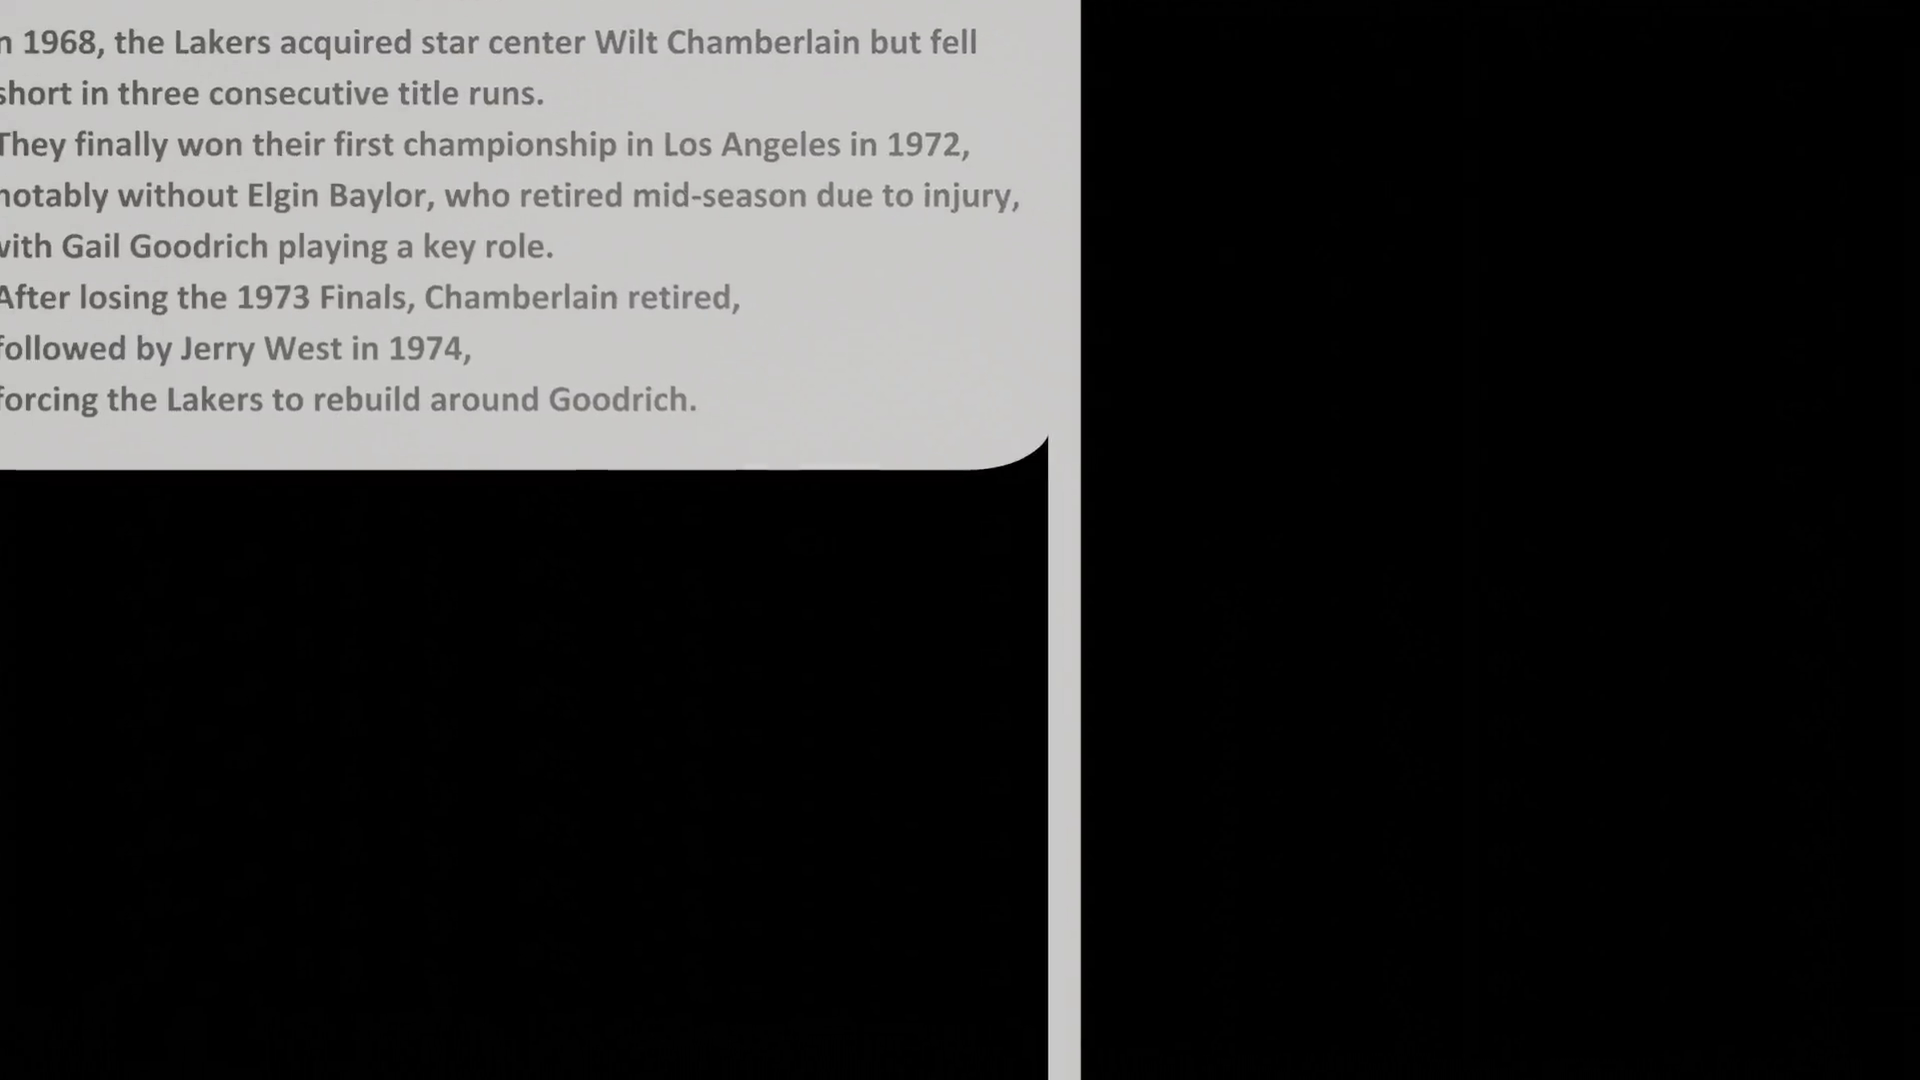 n 1968, the Lakers acquired star center Wilt Chamberlain but fell
short in three consecutive title runs.
They finally won their first championship in Los Angeles in 1972,
notably without Elgin Baylor, who retired mid-season due to injury,
with Gail Goodrich playing a key role.
After losing the 1973 Finals, Chamberlain retired,
followed by Jerry West in 1974,
forcing the Lakers to rebuild around Goodrich.